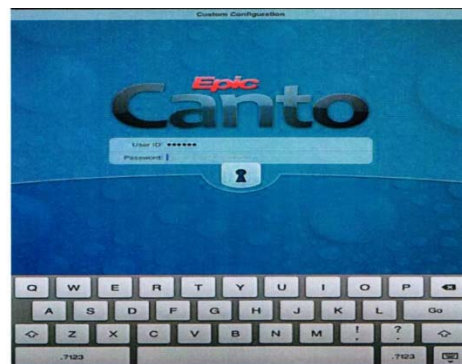 Custom Configuration
Epic
Canto
User ID: ••••••
Password:
Q W E R T Y U I O P
A S D F G H J K L Go
Z X C V B N M ! , ? .
.?123 .?123